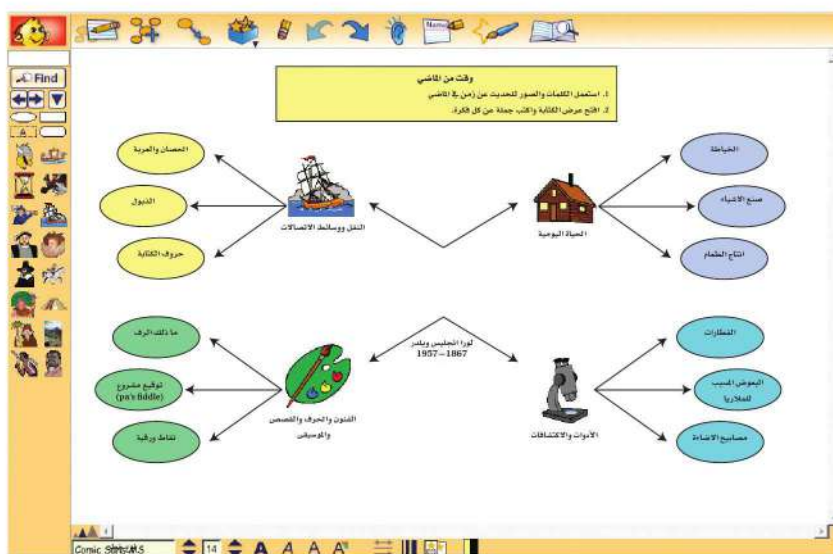 Name
Find
وقت من الماضي
1. استعمل الكلمات والصور للحديث عن زمن في الماضي
2. افتح عرض الكتابة واكتب جملة عن كل فكرة.
الخياطة
صنع الأشياء
انتاج الطعام
الحياة اليومية
الحصان والعربة
الذيول
حروف الكتابة
النقل ووسائط الاتصالات
لورا انجليس ويلدر
1957–1867
القطارات
البعوض المسبب
للملاريا
مصابيح الاضاءة
الأدوات والاكتشافات
ما ذلك الرف
توقيع مشروع
(pa's fiddle)
نقاط ورقية
الفنون والحرف والقصص
والموسيقى
Comic Sans MS
14
A A A A